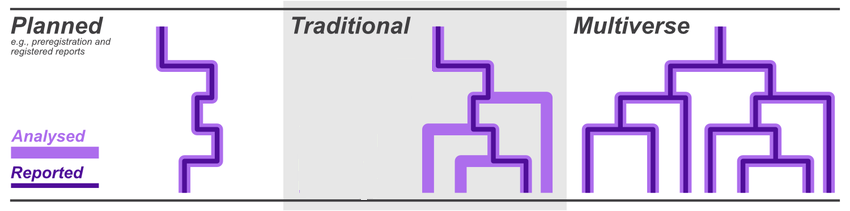 Planned
e.g., preregistration and
registered reports
Analysed
Reported
Traditional
Multiverse